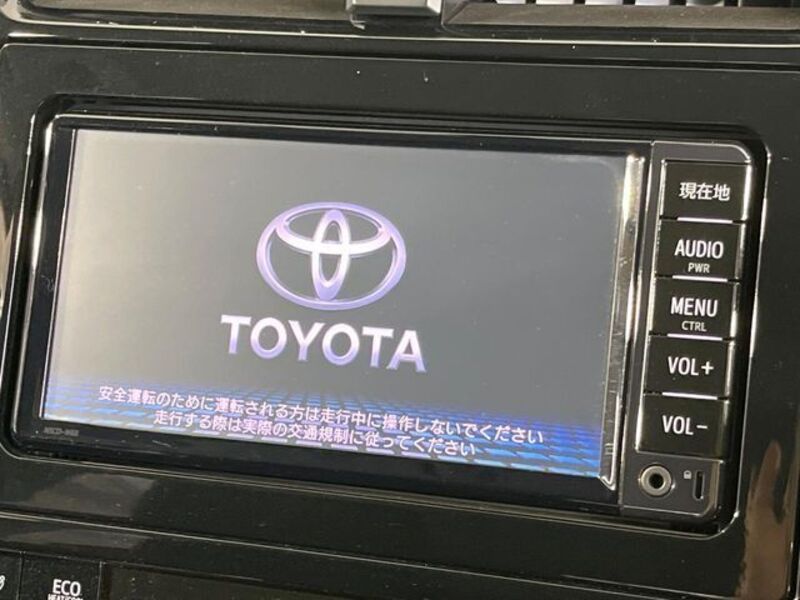 現在地
AUDIO
PWR
MENU
CTRL
VOL+
VOL-
TOYOTA
安全運転のために運転される方は走行中に操作しないでください
走行する際は実際の交通規制に従ってください
ECO
HEAT/COOL